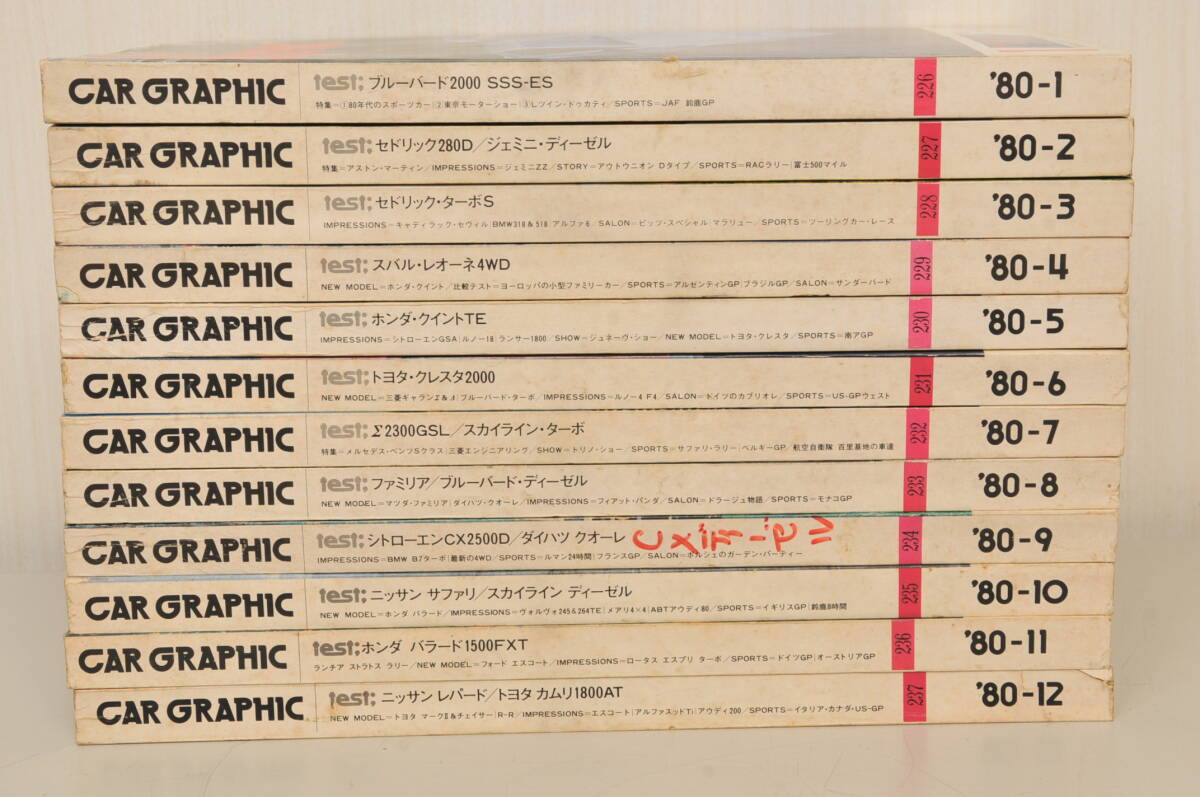 CAR GRAPHIC test; ブルーバード2000 SSS-ES 226 '80-1
特集=①80年代のスポーツカー|②東京モーターショー|③Lツイン・ドゥカティ/SPORTS=JAF 鈴鹿GP
CAR GRAPHIC test; セドリック280D/ジェミニ・ディーゼル 227 '80-2
特集=アストン・マーティン/IMPRESSIONS=ジェミニZZ/STORY=アウトウニオン Dタイプ/SPORTS=RACラリー|富士500マイル
CAR GRAPHIC test; セドリック・ターボS 228 '80-3
IMPRESSIONS=キャディラック・セヴィル|BMW318&518 アルファ6/SALON=ビッツ・スペシャル|マラリュー/SPORTS=ツーリングカー・レース
CAR GRAPHIC test; スバル・レオーネ4WD 229 '80-4
NEW MODEL=ホンダ・クイント/比較テスト=ヨーロッパの小型ファミリーカー/SPORTS=アルゼンティンGP|ブラジルGP/SALON=サンダーバード
CAR GRAPHIC test; ホンダ・クイントTE 230 '80-5
IMPRESSIONS=シトローエンGSA|ルノー18|ランサー1800/SHOW=ジュネーヴ・ショー/NEW MODEL=トヨタ・クレスタ/SPORTS=南アGP
CAR GRAPHIC test; トヨタ・クレスタ2000 231 '80-6
NEW MODEL=三菱ギャランΣ&Λ|ブルーバード・ターボ/IMPRESSIONS=ルノー4 F4/SALON=ドイツのカブリオレ/SPORTS=US-GPウェスト
CAR GRAPHIC test; Σ2300GSL/スカイライン・ターボ 232 '80-7
特集=メルセデス・ベンツSクラス|三菱エンジニアリング/SHOW=トリノ・ショー/SPORTS=サファリ・ラリー|ベルギーGP/航空自衛隊 百里基地の車達
CAR GRAPHIC test; ファミリア/ブルーバード・ディーゼル 233 '80-8
NEW MODEL=マツダ・ファミリア|ダイハツ・クオーレ/IMPRESSIONS=フィアット・パンダ/SALON=ドラージュ物語/SPORTS=モナコGP
CAR GRAPHIC test; シトローエンCX2500D/ダイハツ クオーレ 234 '80-9
IMPRESSIONS=BMW B7ターボ|最新の4WD/SPORTS=ルマン24時間|フランスGP/SALON=ポルシェのガーデン・パーティー
CAR GRAPHIC test; ニッサン サファリ/スカイライン ディーゼル 235 '80-10
NEW MODEL=ホンダ バラード/IMPRESSIONS=ヴォルヴォ245&264TE|メアリ4×4|ABTアウディ80/SPORTS=イギリスGP|鈴鹿8時間
CAR GRAPHIC test; ホンダ バラード1500FXT 236 '80-11
ランチア ストラトス ラリー/NEW MODEL=フォード エスコート/IMPRESSIONS=ロータス エスプリ ターボ/SPORTS=ドイツGP|オーストリアGP
CAR GRAPHIC test; ニッサン レパード/トヨタ カムリ1800AT 237 '80-12
NEW MODEL=トヨタ マークII&チェイサー|R-R/IMPRESSIONS=エスコート|アルファスッドTi|アウディ200/SPORTS=イタリア・カナダ・US-GP